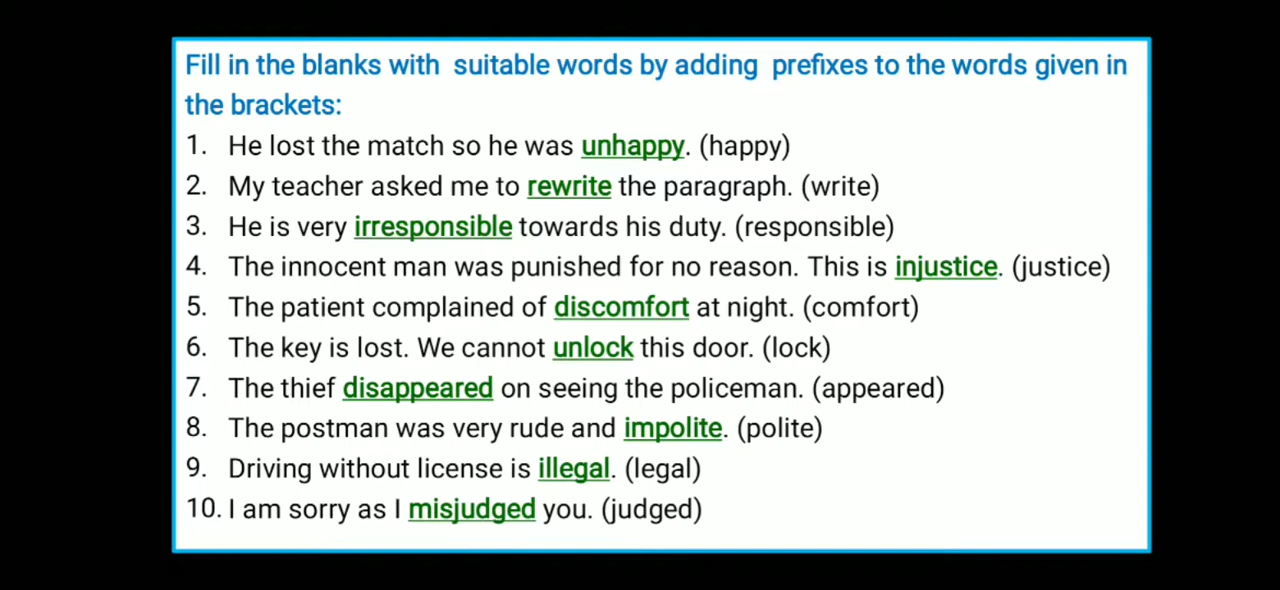 Fill in the blanks with suitable words by adding prefixes to the words given in
the brackets:
1. He lost the match so he was unhappy. (happy)
2. My teacher asked me to rewrite the paragraph. (write)
3. He is very irresponsible towards his duty. (responsible)
4. The innocent man was punished for no reason. This is injustice. (justice)
5. The patient complained of discomfort at night. (comfort)
6. The key is lost. We cannot unlock this door. (lock)
7. The thief disappeared on seeing the policeman. (appeared)
8. The postman was very rude and impolite. (polite)
9. Driving without license is illegal. (legal)
10. I am sorry as I misjudged you. (judged)